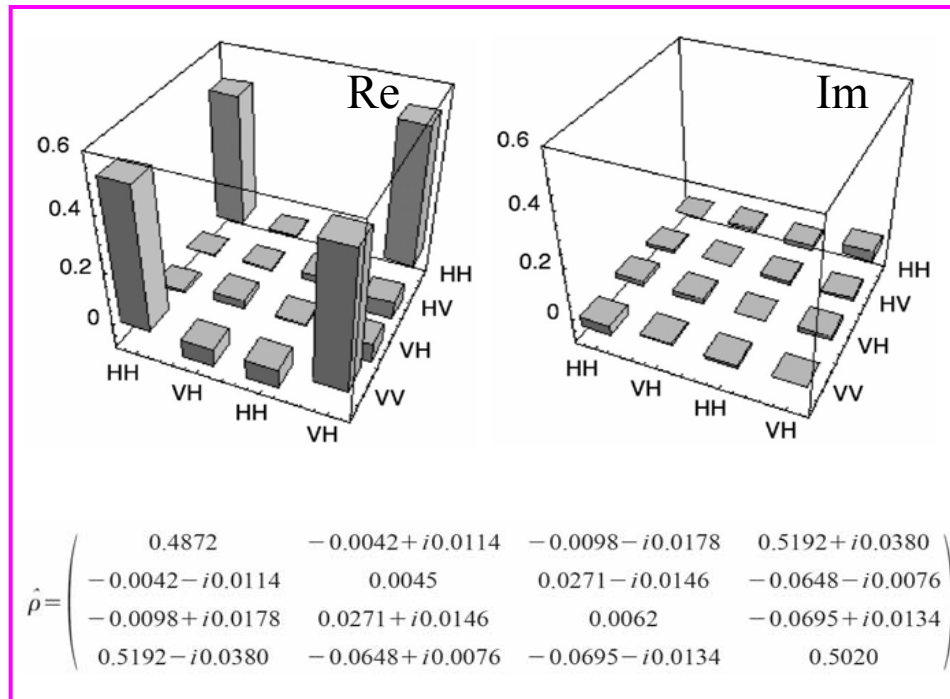 Re
Im
0.6
0.4
0.2
0
HH
VH
HH
VH
VV
VH
HV
HH
0.6
0.4
0.2
0
HH
VH
HH
VH
VV
VH
HV
HH
ρ̂ = ( 0.4872 −0.0042+i0.0114 −0.0098−i0.0178 0.5192+i0.0380
−0.0042−i0.0114 0.0045 0.0271−i0.0146 −0.0648−i0.0076
−0.0098+i0.0178 0.0271+i0.0146 0.0062 −0.0695+i0.0134
0.5192−i0.0380 −0.0648+i0.0076 −0.0695−i0.0134 0.5020 )